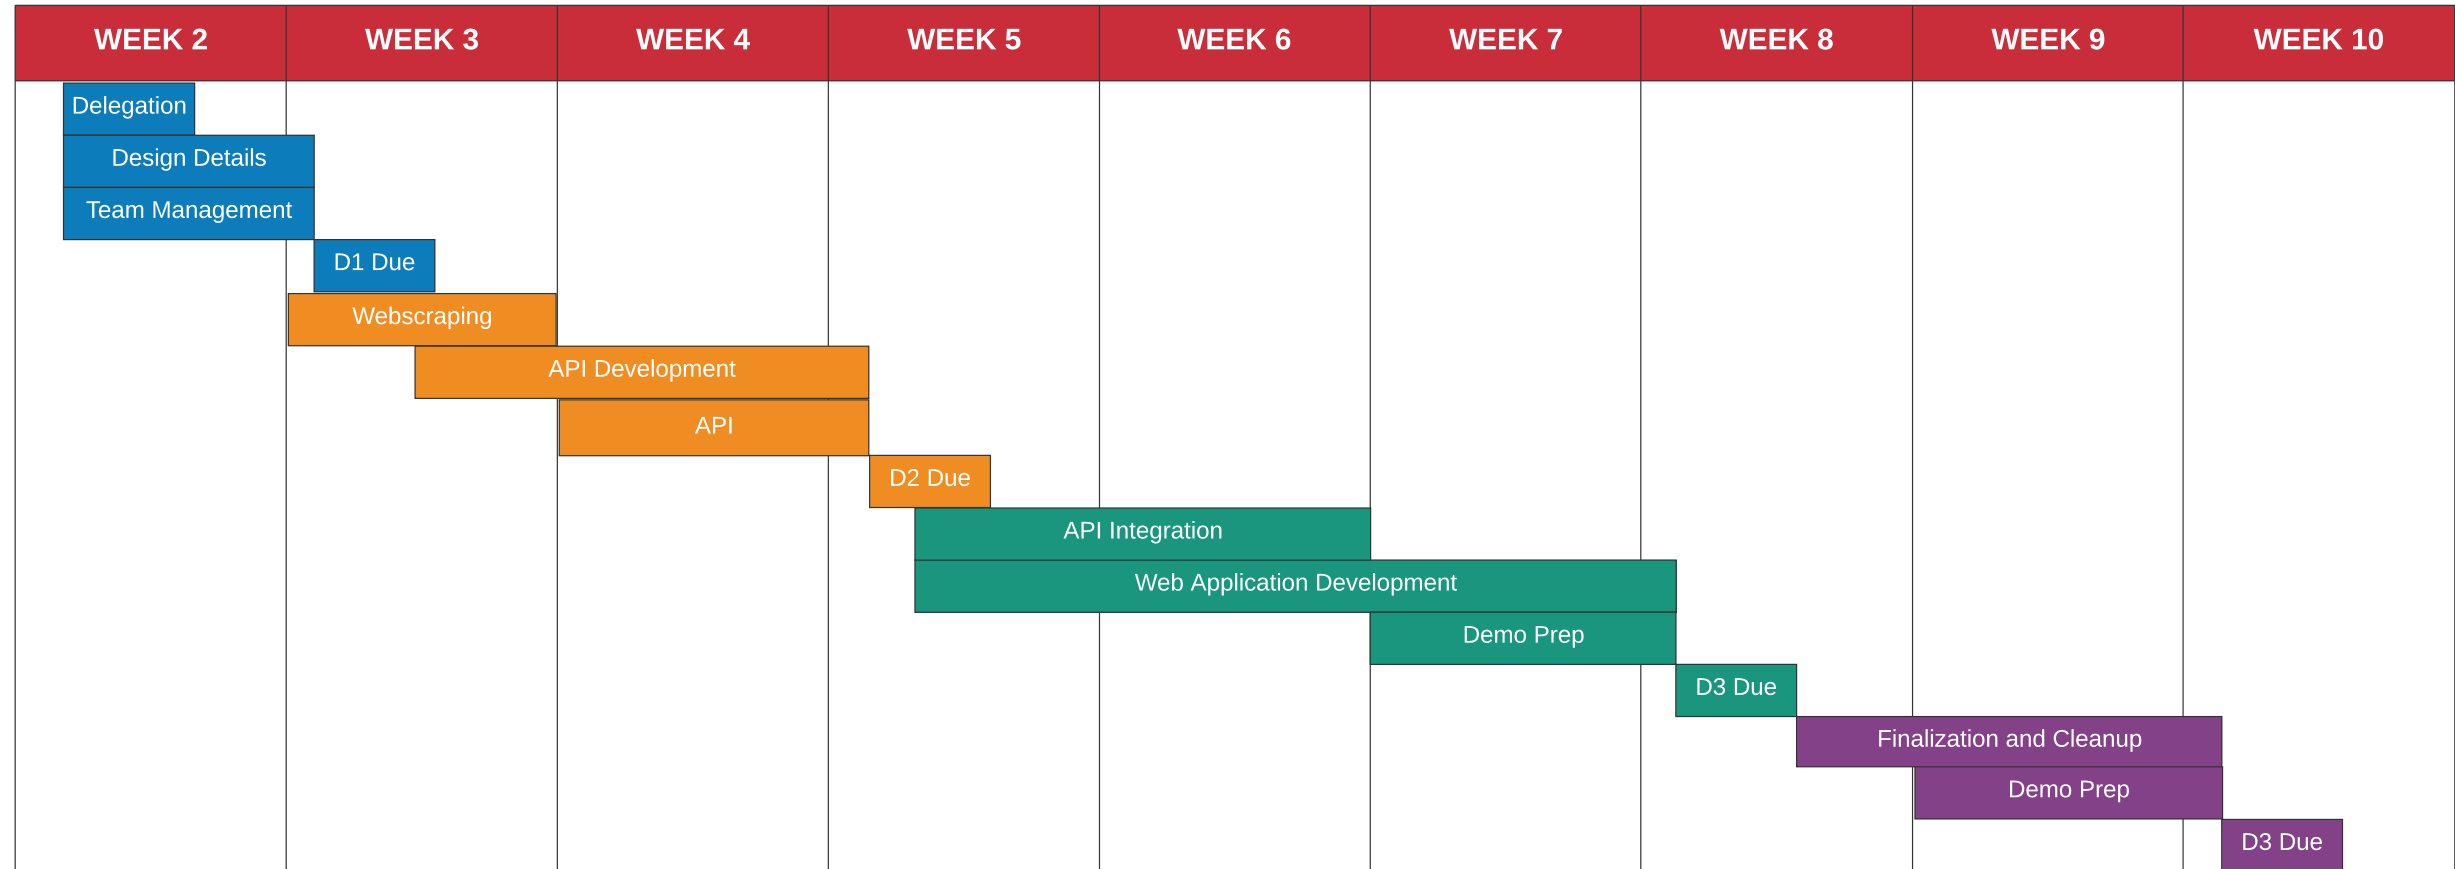 WEEK 2 WEEK 3 WEEK 4 WEEK 5 WEEK 6 WEEK 7 WEEK 8 WEEK 9 WEEK 10
Delegation
Design Details
Team Management
D1 Due
Webscraping
API Development
API
D2 Due
API Integration
Web Application Development
Demo Prep
D3 Due
Finalization and Cleanup
Demo Prep
D3 Due